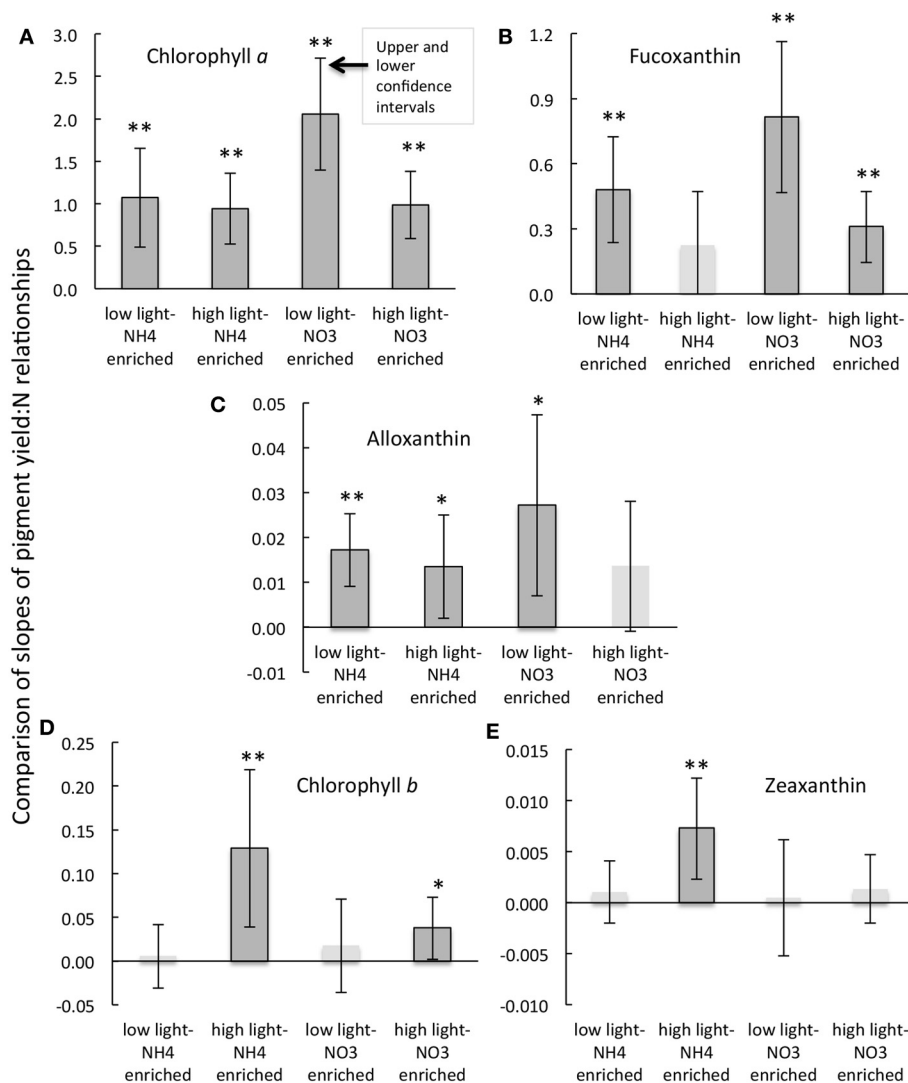 Comparison of slopes of pigment yield:N relationships
A
3.0
2.5
2.0
1.5
1.0
0.5
0.0
Chlorophyll a
**
**
**
**
Upper and
lower
confidence
intervals
low light-
NH4
enriched
high light-
NH4
enriched
low light-
NO3
enriched
high light-
NO3
enriched
B
1.2
0.9
0.6
0.3
0.0
Fucoxanthin
**
**
**
low light-
NH4
enriched
high light-
NH4
enriched
low light-
NO3
enriched
high light-
NO3
enriched
C
0.05
0.04
0.03
0.02
0.01
0.00
-0.01
Alloxanthin
**
*
*
low light-
NH4
enriched
high light-
NH4
enriched
low light-
NO3
enriched
high light-
NO3
enriched
D
0.25
0.20
0.15
0.10
0.05
0.00
-0.05
Chlorophyll b
**
*
low light-
NH4
enriched
high light-
NH4
enriched
low light-
NO3
enriched
high light-
NO3
enriched
E
0.015
0.010
0.005
0.000
-0.005
-0.010
Zeaxanthin
**
low light-
NH4
enriched
high light-
NH4
enriched
low light-
NO3
enriched
high light-
NO3
enriched